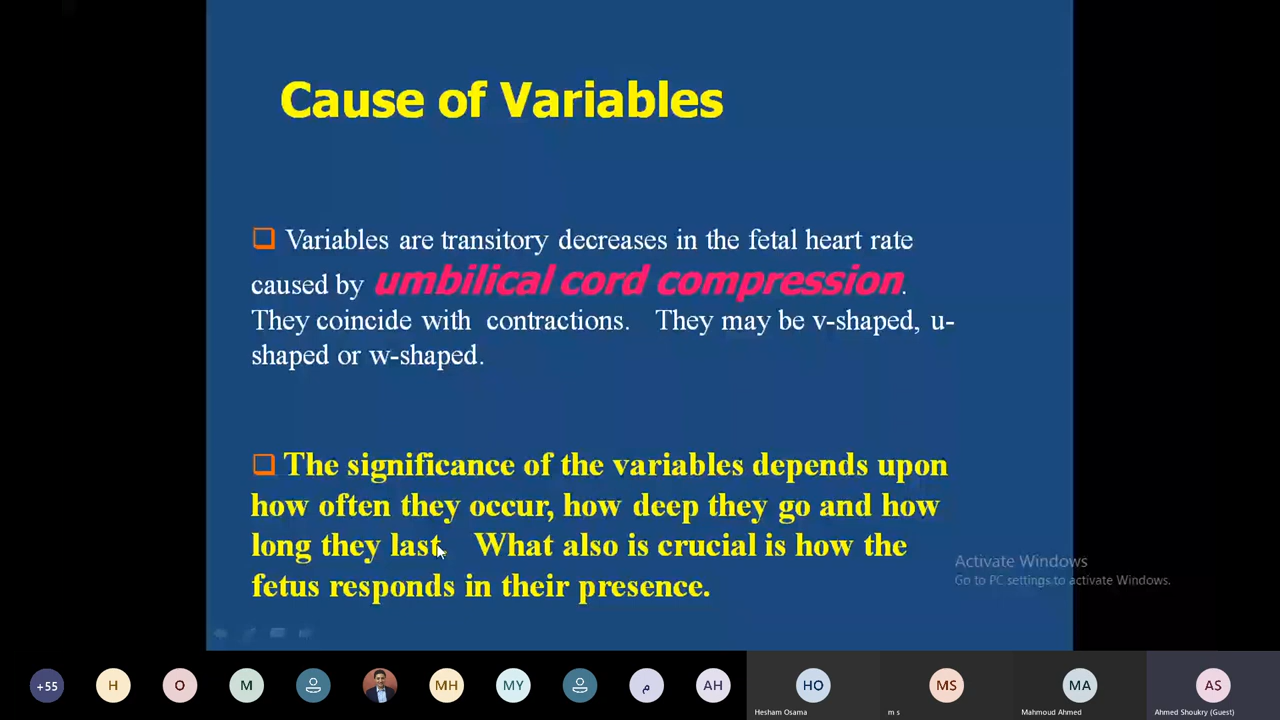 Cause of Variables
Variables are transitory decreases in the fetal heart rate
caused by umbilical cord compression.
They coincide with contractions. They may be v-shaped, u-
shaped or w-shaped.
The significance of the variables depends upon
how often they occur, how deep they go and how
long they last. What also is crucial is how the
fetus responds in their presence.
Activate Windows
Go to PC settings to activate Windows.
+55
H
O
M
MH
MY
م
AH
HO
MS
MA
AS
Hesham Osama
m s
Mahmoud Ahmed
Ahmed Shoukry (Guest)